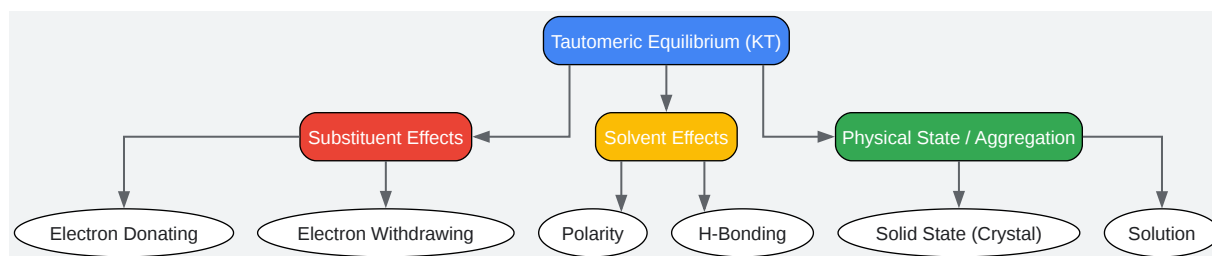 Tautomeric Equilibrium (KT)
Substituent Effects
Solvent Effects
Physical State / Aggregation
Electron Donating
Electron Withdrawing
Polarity
H-Bonding
Solid State (Crystal)
Solution